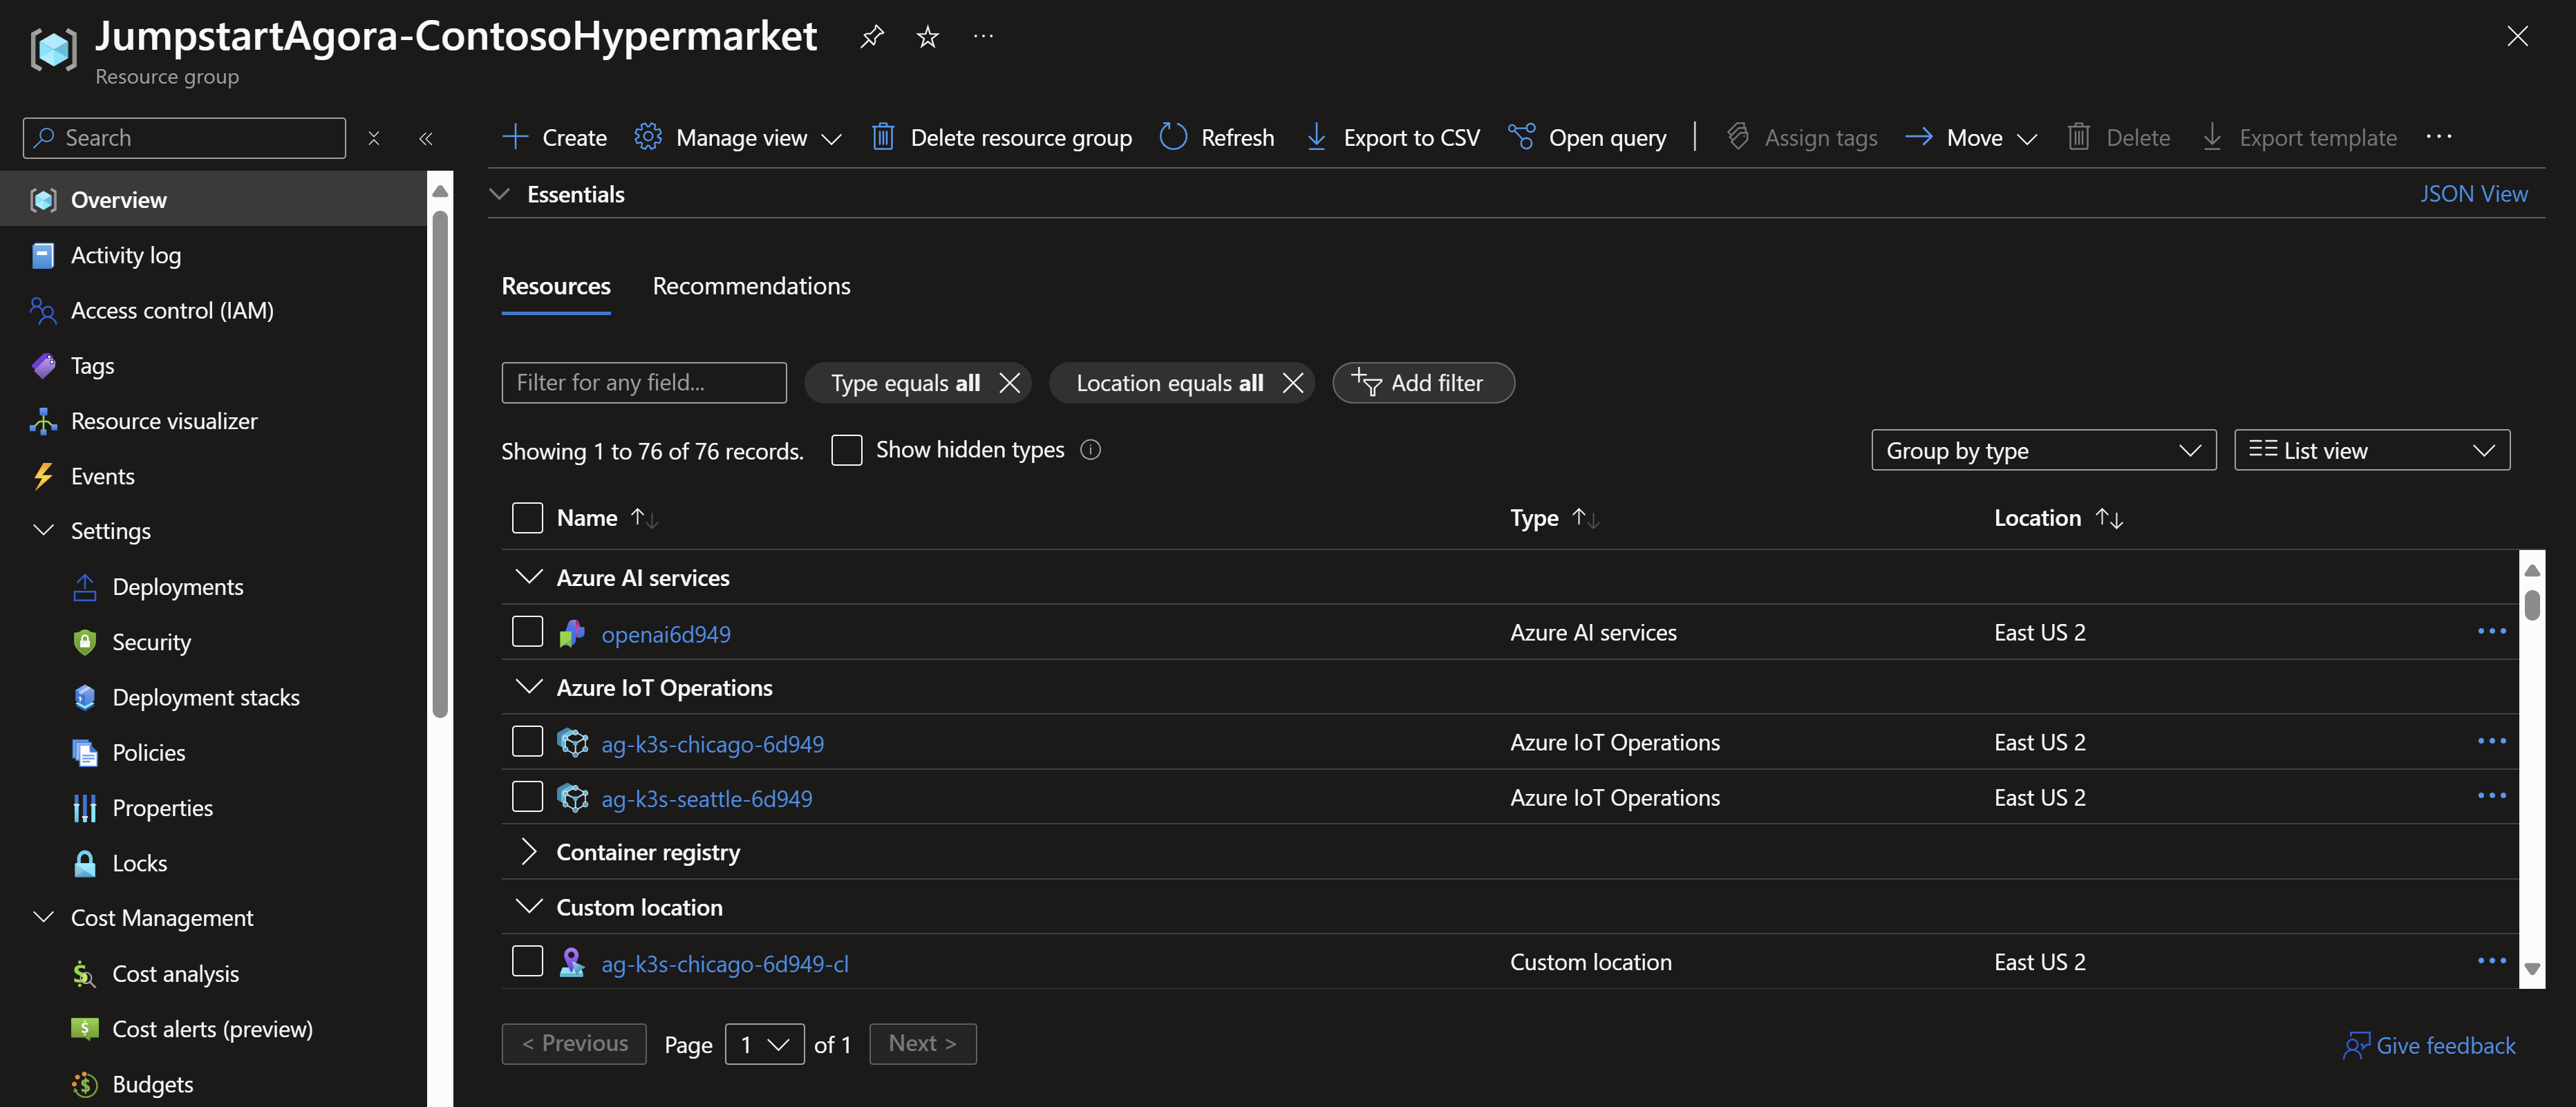 JumpstartAgora-ContosoHypermarket
Resource group
Search
Create
Manage view
Delete resource group
Refresh
Export to CSV
Open query
Assign tags
Move
Delete
Export template
Overview
Activity log
Access control (IAM)
Tags
Resource visualizer
Events
Settings
Deployments
Security
Deployment stacks
Policies
Properties
Locks
Cost Management
Cost analysis
Cost alerts (preview)
Budgets
Essentials
JSON View
Resources
Recommendations
Filter for any field...
Type equals all
Location equals all
Add filter
Showing 1 to 76 of 76 records.
Show hidden types
Group by type
List view
Name
Type
Location
Azure AI services
openai6d949
Azure AI services
East US 2
Azure IoT Operations
ag-k3s-chicago-6d949
Azure IoT Operations
East US 2
ag-k3s-seattle-6d949
Azure IoT Operations
East US 2
Container registry
Custom location
ag-k3s-chicago-6d949-cl
Custom location
East US 2
< Previous
Page
1
of 1
Next >
Give feedback